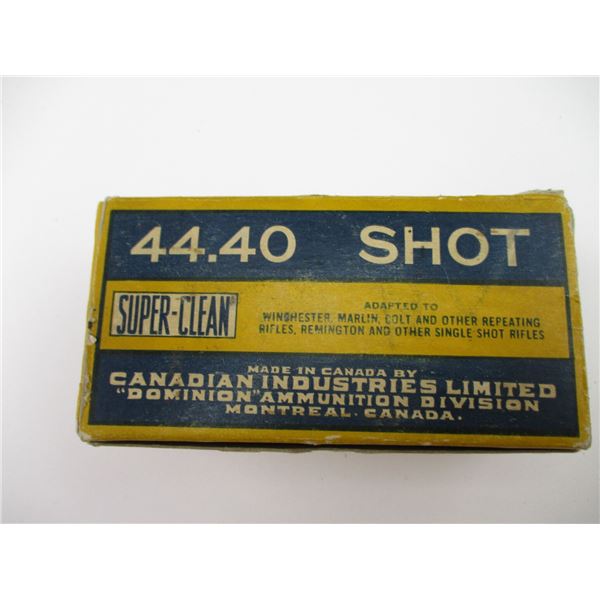 44.40 SHOT
SUPER-CLEAN
ADAPTED TO
WINCHESTER, MARLIN, COLT AND OTHER REPEATING
RIFLES, REMINGTON AND OTHER SINGLE SHOT RIFLES
MADE IN CANADA BY
CANADIAN INDUSTRIES LIMITED
"DOMINION" AMMUNITION DIVISION
MONTREAL - CANADA.